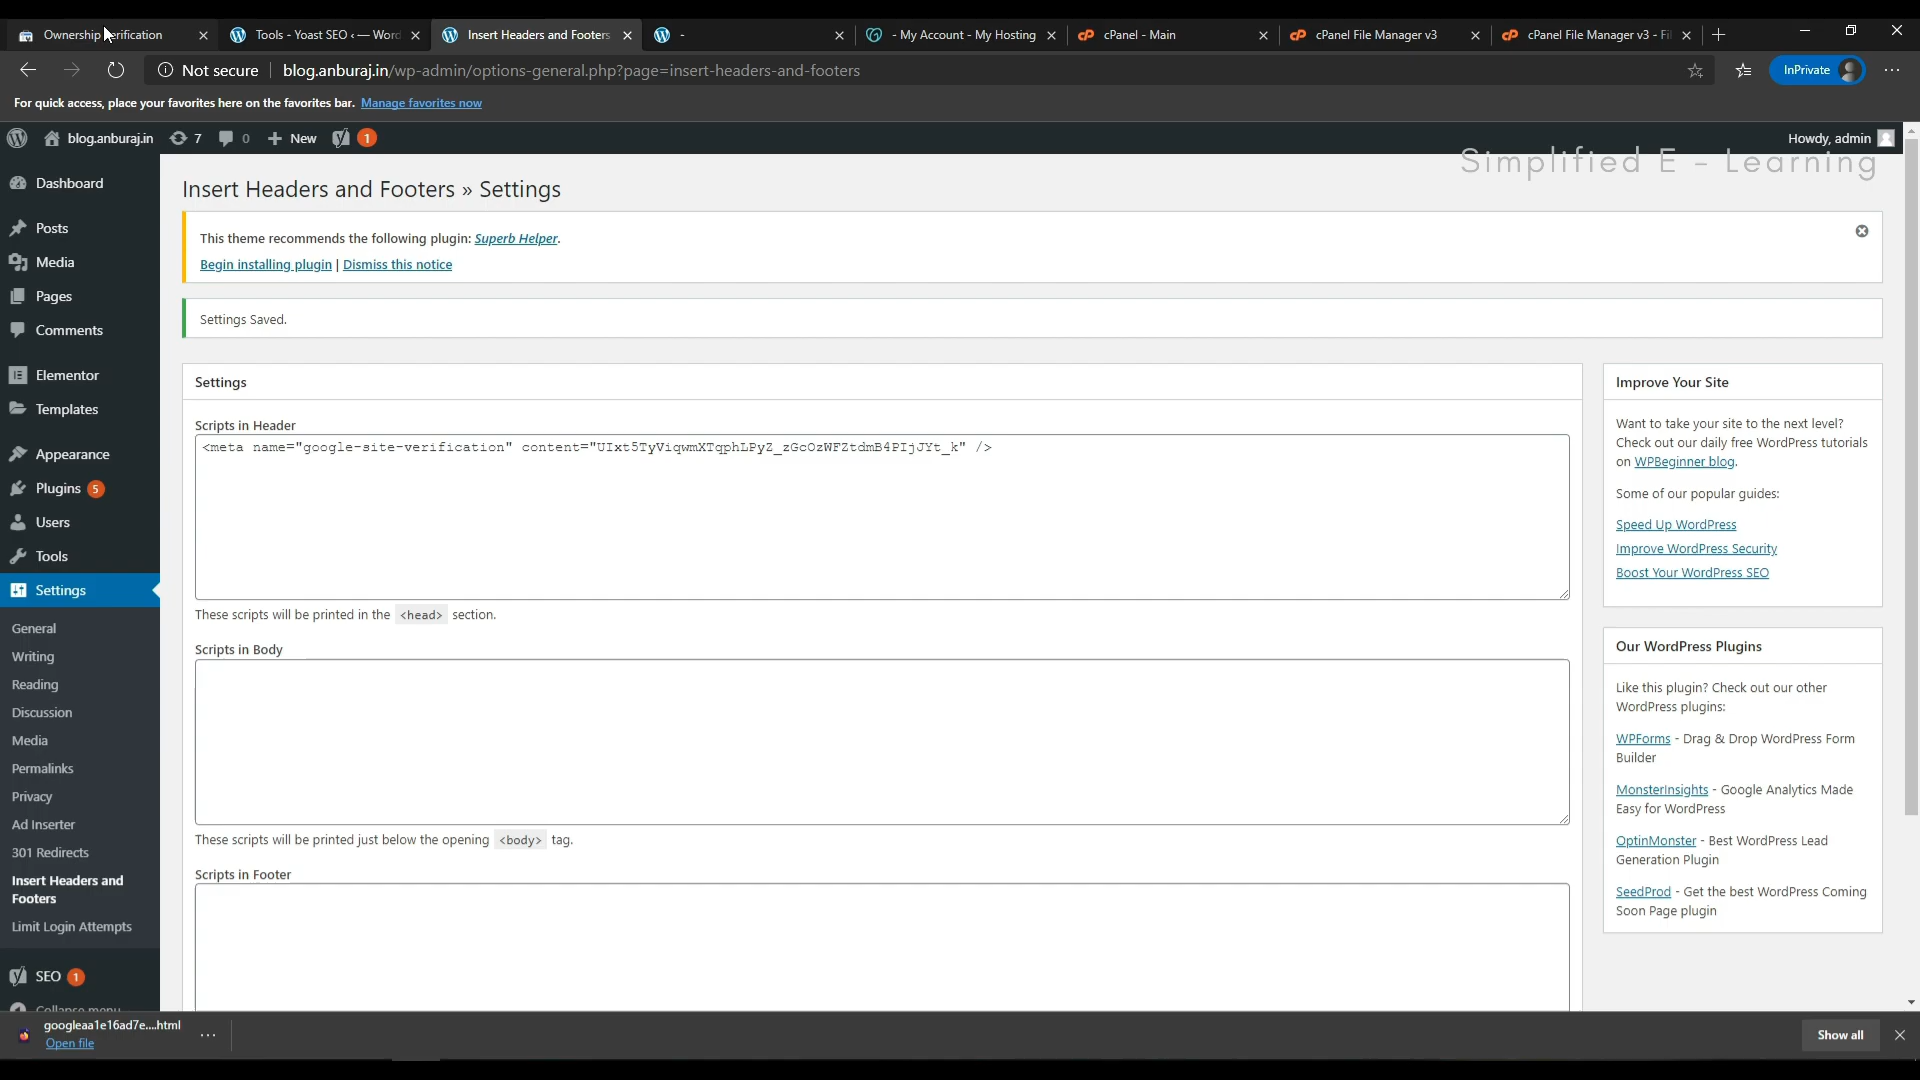 Ownership verification
Tools - Yoast SEO ‹ — Word
Insert Headers and Footers
-
- My Account - My Hosting
cPanel - Main
cPanel File Manager v3
cPanel File Manager v3 - Fi
Not secure
blog.anburaj.in/wp-admin/options-general.php?page=insert-headers-and-footers
InPrivate
For quick access, place your favorites here on the favorites bar. Manage favorites now
blog.anburaj.in
7
0
New
1
Howdy, admin
Simplified E - Learning
Dashboard
Posts
Media
Pages
Comments
Elementor
Templates
Appearance
Plugins 5
Users
Tools
Settings
General
Writing
Reading
Discussion
Media
Permalinks
Privacy
Ad Inserter
301 Redirects
Insert Headers and
Footers
Limit Login Attempts
SEO 1
Collapse menu
Insert Headers and Footers » Settings
This theme recommends the following plugin: Superb Helper.
Begin installing plugin | Dismiss this notice
Settings Saved.
Settings
Scripts in Header
<meta name="google-site-verification" content="UIxt5TyViqwmXTqphLPyZ_zGcOzWFZtdmB4PIjJYt_k" />
These scripts will be printed in the <head> section.
Scripts in Body
These scripts will be printed just below the opening <body> tag.
Scripts in Footer
Improve Your Site
Want to take your site to the next level?
Check out our daily free WordPress tutorials
on WPBeginner blog.
Some of our popular guides:
Speed Up WordPress
Improve WordPress Security
Boost Your WordPress SEO
Our WordPress Plugins
Like this plugin? Check out our other
WordPress plugins:
WPForms - Drag & Drop WordPress Form
Builder
MonsterInsights - Google Analytics Made
Easy for WordPress
OptinMonster - Best WordPress Lead
Generation Plugin
SeedProd - Get the best WordPress Coming
Soon Page plugin
googleaa1e16ad7e....html
Open file
Show all